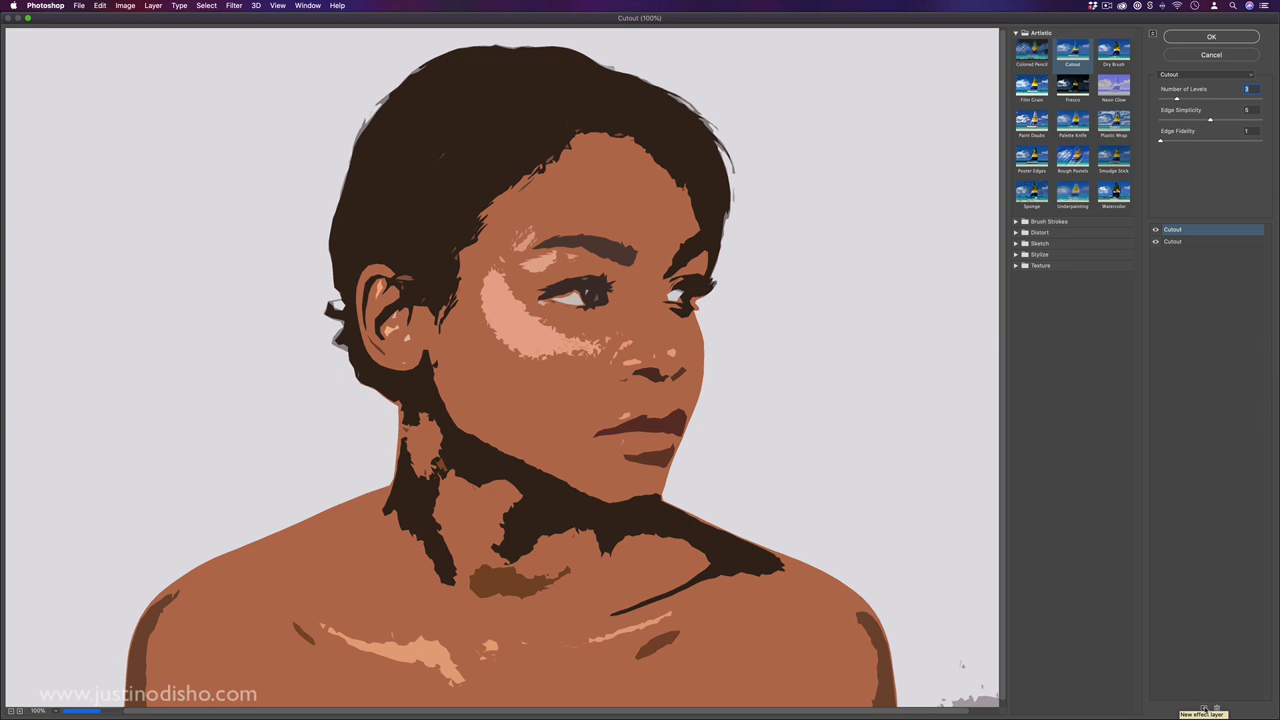 Photoshop File Edit Image Layer Type Select Filter 3D View Window Help
Cutout (100%)
Artistic
Colored Pencil Cutout Dry Brush
Film Grain Fresco Neon Glow
Paint Daubs Palette Knife Plastic Wrap
Poster Edges Rough Pastels Smudge Stick
Sponge Underpainting Watercolor
Brush Strokes
Distort
Sketch
Stylize
Texture
OK
Cancel
Cutout
Number of Levels 3
Edge Simplicity 5
Edge Fidelity 1
Cutout
Cutout
New effect layer
www.justinodisho.com
100%